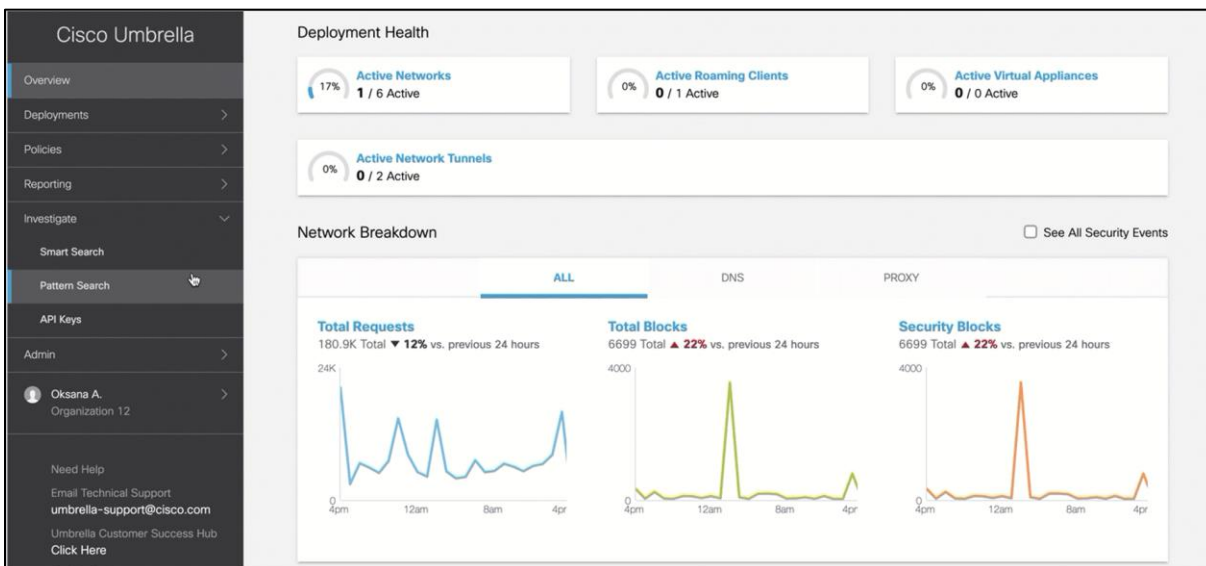 Cisco Umbrella
Overview
Deployments
Policies
Reporting
Investigate
Smart Search
Pattern Search
API Keys
Admin
Oksana A.
Organization 12
Need Help
Email Technical Support
umbrella-support@cisco.com
Umbrella Customer Success Hub
Click Here
Deployment Health
17%
Active Networks
1 / 6 Active
0%
Active Roaming Clients
0 / 1 Active
0%
Active Virtual Appliances
0 / 0 Active
0%
Active Network Tunnels
0 / 2 Active
Network Breakdown
See All Security Events
ALL DNS PROXY
Total Requests
180.9K Total ▼ 12% vs. previous 24 hours
24K
0
4pm 12am 8am 4pr
Total Blocks
6699 Total ▲ 22% vs. previous 24 hours
4000
0
4pm 12am 8am 4pr
Security Blocks
6699 Total ▲ 22% vs. previous 24 hours
4000
0
4pm 12am 8am 4pr